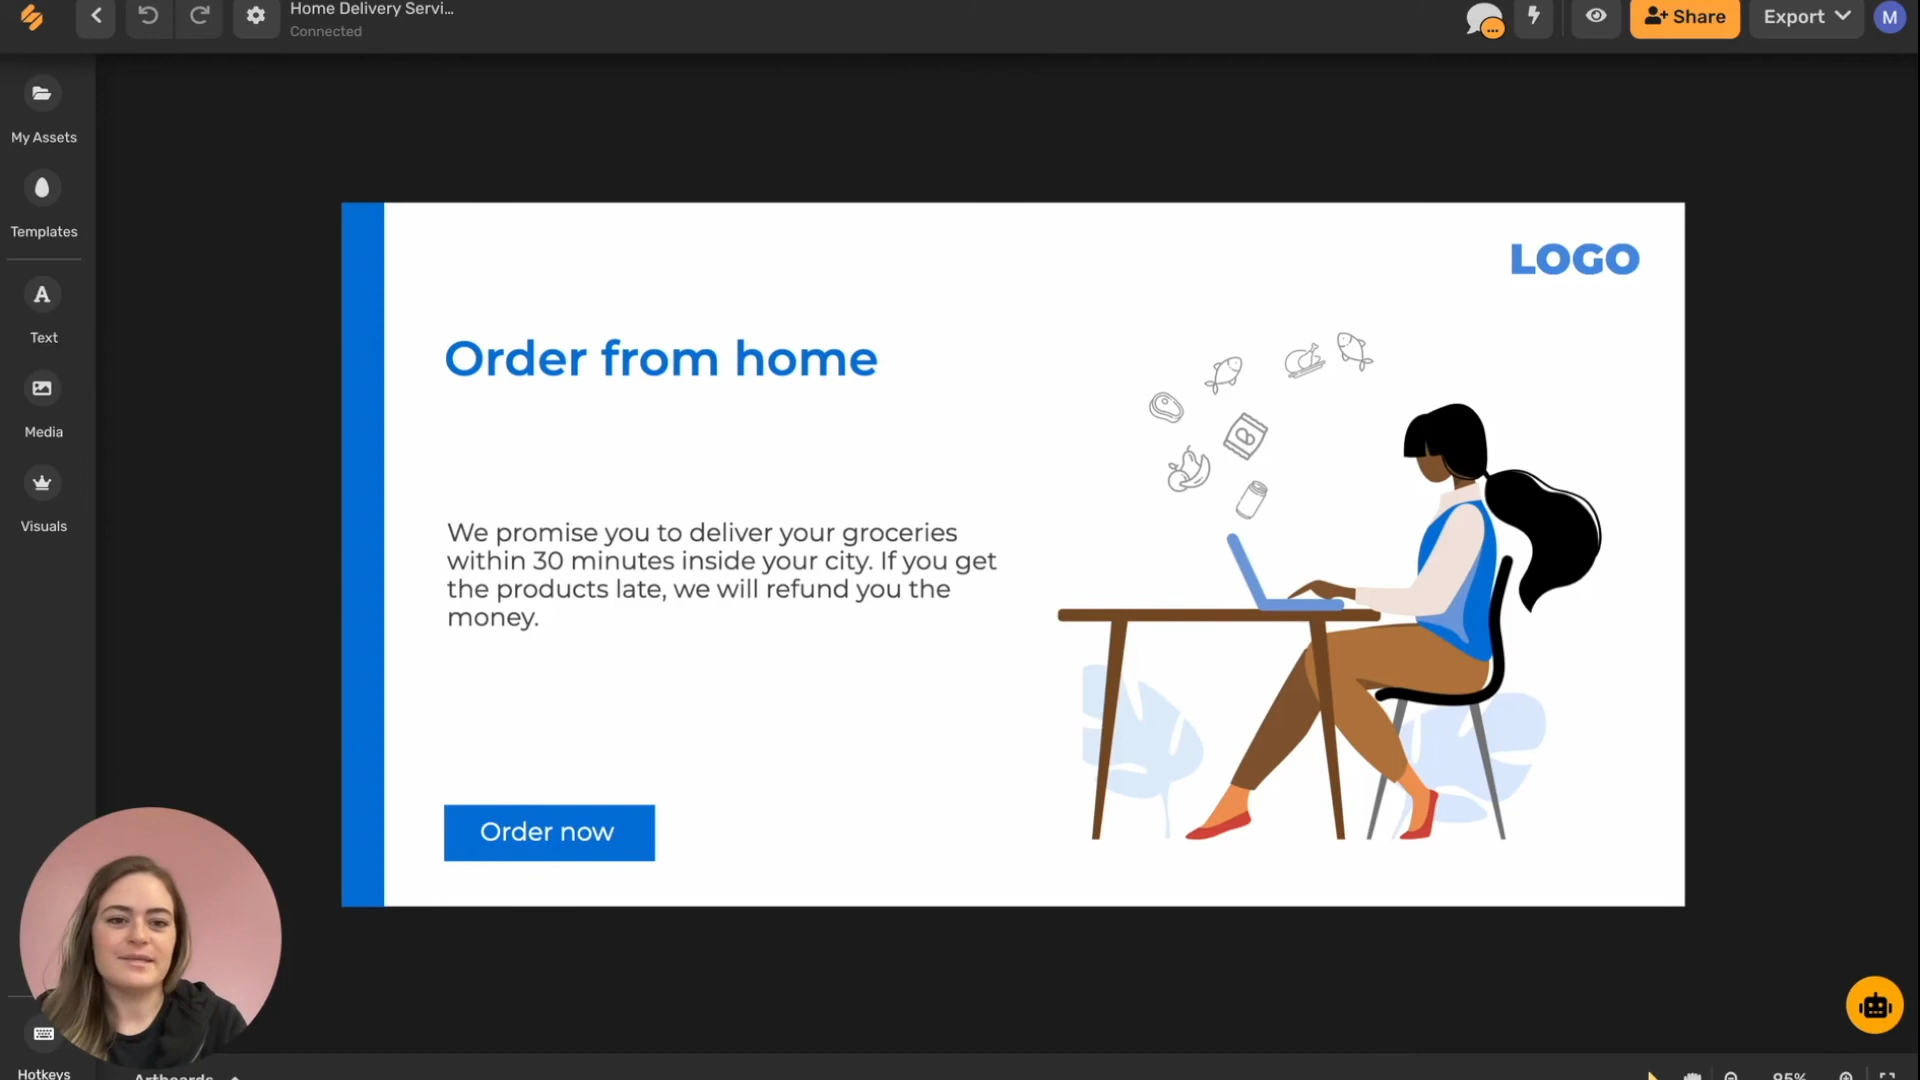 Home Delivery Servi...
Connected
Share
Export
M
My Assets
Templates
Text
Media
Visuals
Hotkeys
LOGO
Order from home
We promise you to deliver your groceries
within 30 minutes inside your city. If you get
the products late, we will refund you the
money.
Order now
Artboards
95%